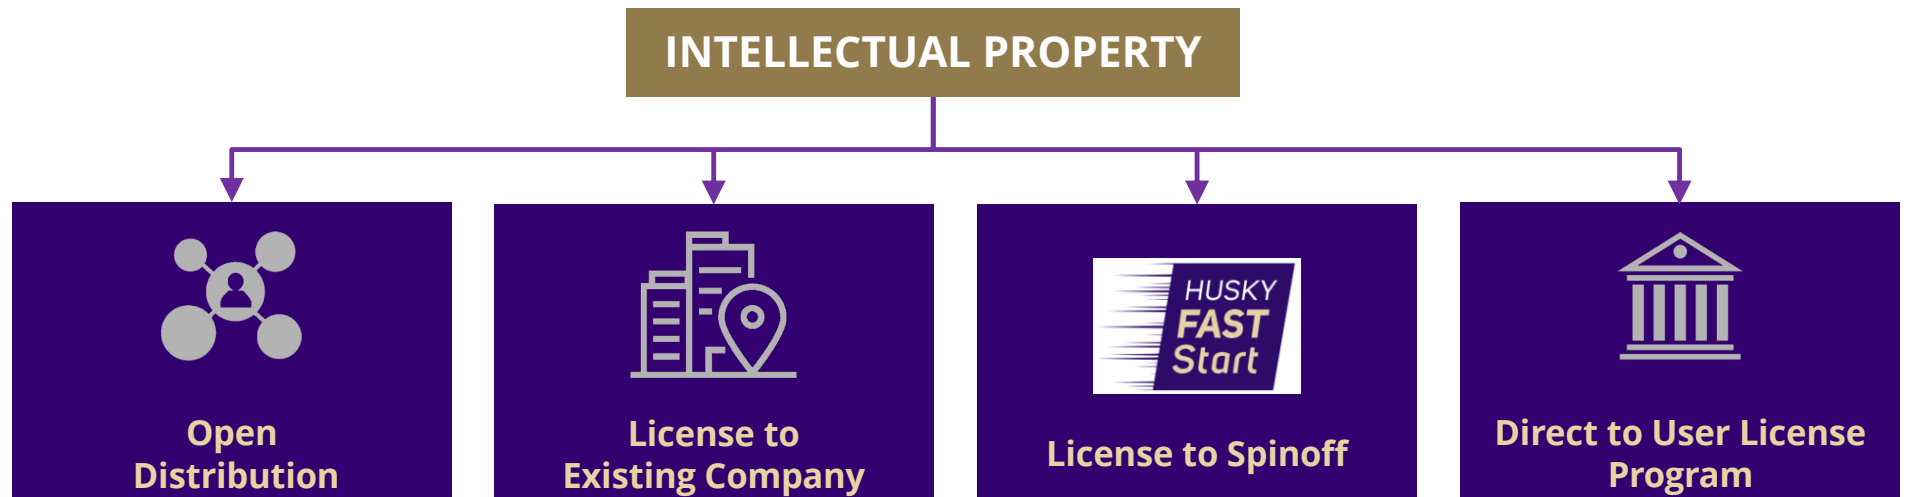 INTELLECTUAL PROPERTY
Open
Distribution
License to
Existing Company
HUSKY
FAST
Start
License to Spinoff
Direct to User License
Program